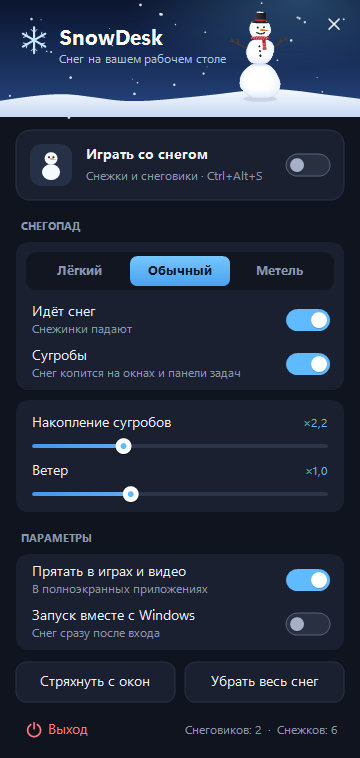 SnowDesk
Снег на вашем рабочем столе
Играть со снегом
Снежки и снеговики · Ctrl+Alt+S
СНЕГОПАД
Лёгкий Обычный Метель
Идёт снег
Снежинки падают
Сугробы
Снег копится на окнах и панели задач
Накопление сугробов ×2,2
Ветер ×1,0
ПАРАМЕТРЫ
Прятать в играх и видео
В полноэкранных приложениях
Запуск вместе с Windows
Снег сразу после входа
Стряхнуть с окон Убрать весь снег
Выход Снеговиков: 2 · Снежков: 6